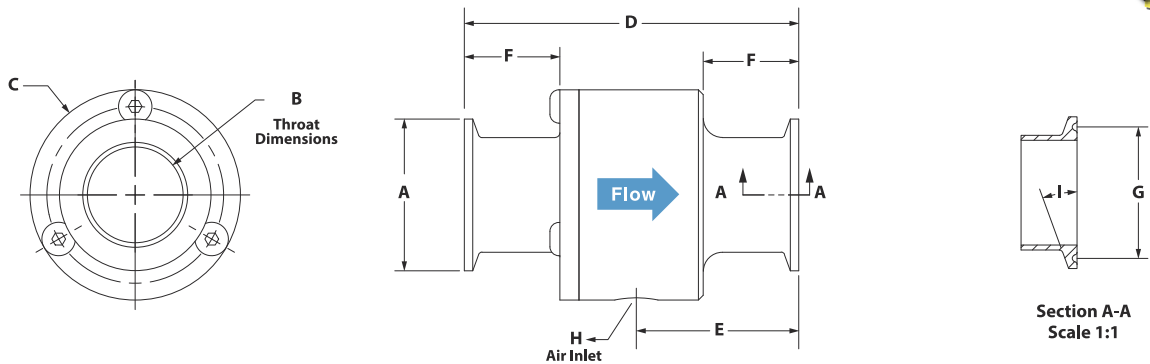 C
B
Throat
Dimensions
D
F
F
A
Flow
A
A
H
Air Inlet
E
I
G
Section A-A
Scale 1:1